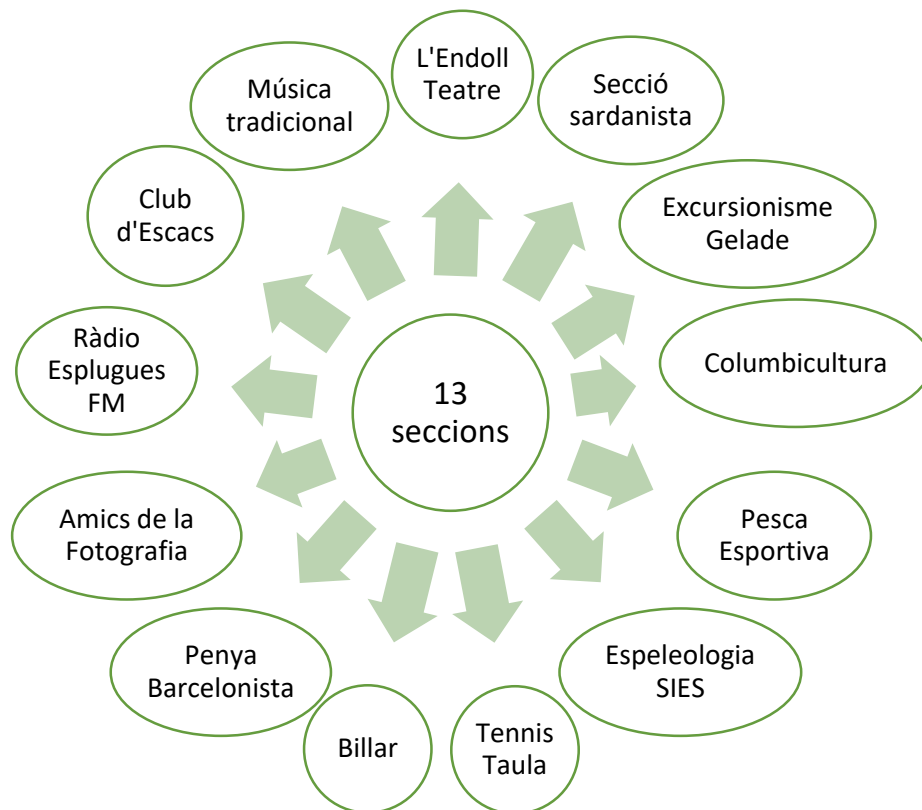 L'Endoll
Teatre
Secció
sardanista
Excursionisme
Gelade
Columbicultura
Pesca
Esportiva
Espeleologia
SIES
Tennis
Taula
Billar
Penya
Barcelonista
Amics de la
Fotografia
Ràdio
Esplugues
FM
Club
d'Escacs
Música
tradicional
13
seccions